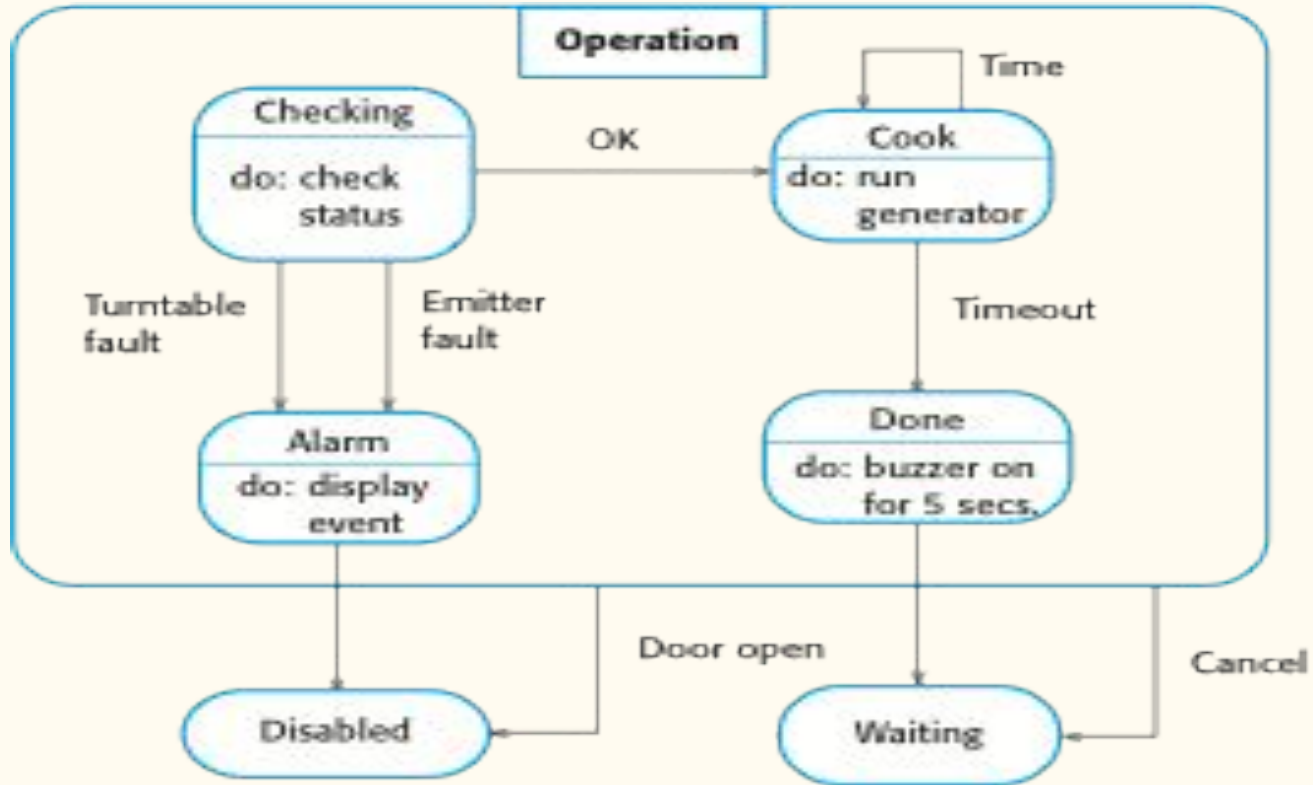 Operation
Time
Checking
OK
Cook
do: check
status
do: run
generator
Turntable
fault
Emitter
fault
Timeout
Alarm
do: display
event
Done
do: buzzer on
for 5 secs.
Door open
Cancel
Disabled
Waiting